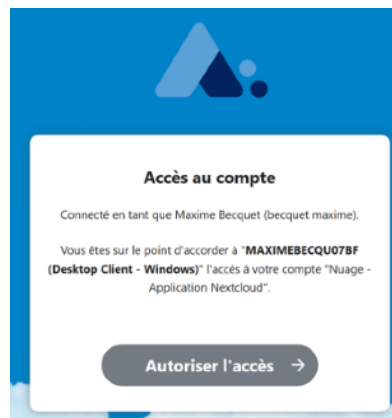 Accès au compte
Connecté en tant que Maxime Becquet (becquet maxime).
Vous êtes sur le point d'accorder à "MAXIMEBECQU07BF
(Desktop Client - Windows)" l'accès à votre compte "Nuage -
Application Nextcloud".
Autoriser l'accès →